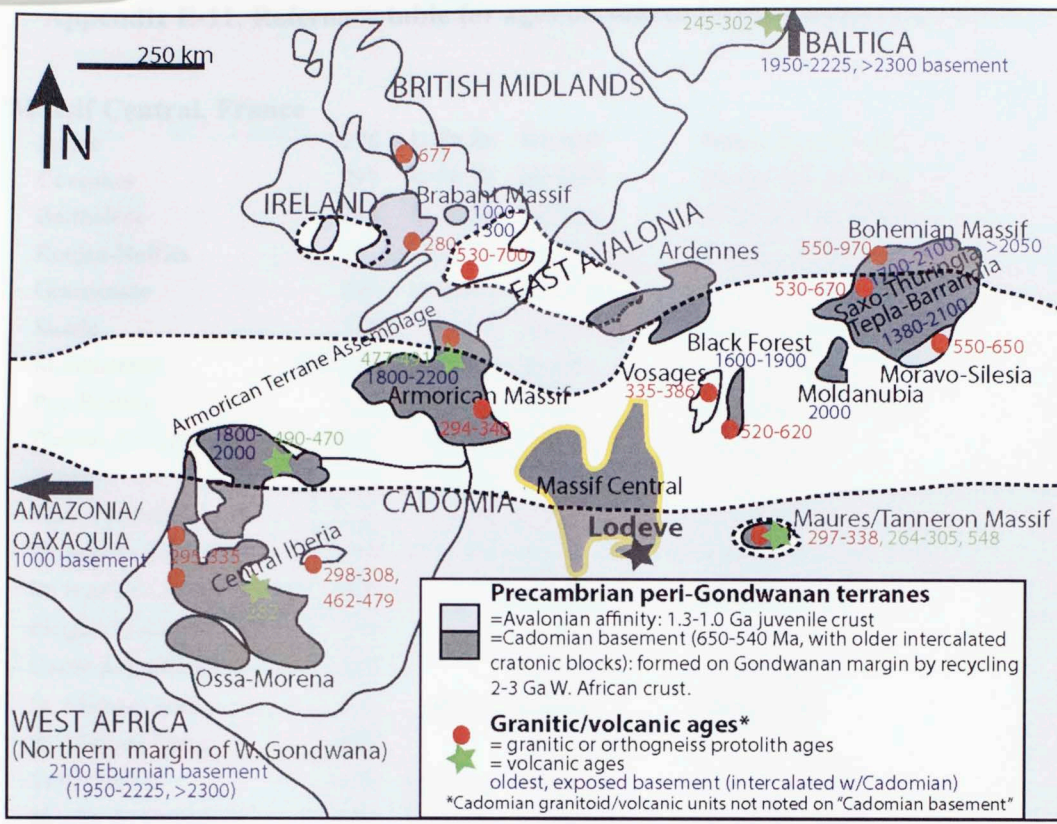 245-302
250 km
BALTICA
1950-2225, >2300 basement
BRITISH MIDLANDS
N
677
IRELAND
Brabant Massif
1000
1300
280
530-700
EAST AVALONIA
Ardennes
Bohemian Massif
550-970
1700-2100
>2050
530-670
Saxo-Thuringia
Tepla-Barrandia
1380-2100
550-650
Moravo-Silesia
Armorican Terrane Assemblage
477-491
1800-2200
Armorican Massif
294-340
Black Forest
1600-1900
Vosages
335-386
520-620
Moldanubia
2000
1800-
2000
490-470
CADOMIA
Massif Central
Lodeve
Maures/Tanneron Massif
297-338, 264-305, 548
AMAZONIA/
OAXAQUIA
1000 basement
295-335
Central Iberia
298-308,
462-479
Ossa-Morena
WEST AFRICA
(Northern margin of W. Gondwana)
2100 Eburnian basement
(1950-2225, >2300)
Precambrian peri-Gondwanan terranes
=Avalonian affinity: 1.3-1.0 Ga juvenile crust
=Cadomian basement (650-540 Ma, with older intercalated
cratonic blocks): formed on Gondwanan margin by recycling
2-3 Ga W. African crust.
Granitic/volcanic ages*
= granitic or orthogneiss protolith ages
= volcanic ages
oldest, exposed basement (intercalated w/Cadomian)
*Cadomian granitoid/volcanic units not noted on "Cadomian basement"